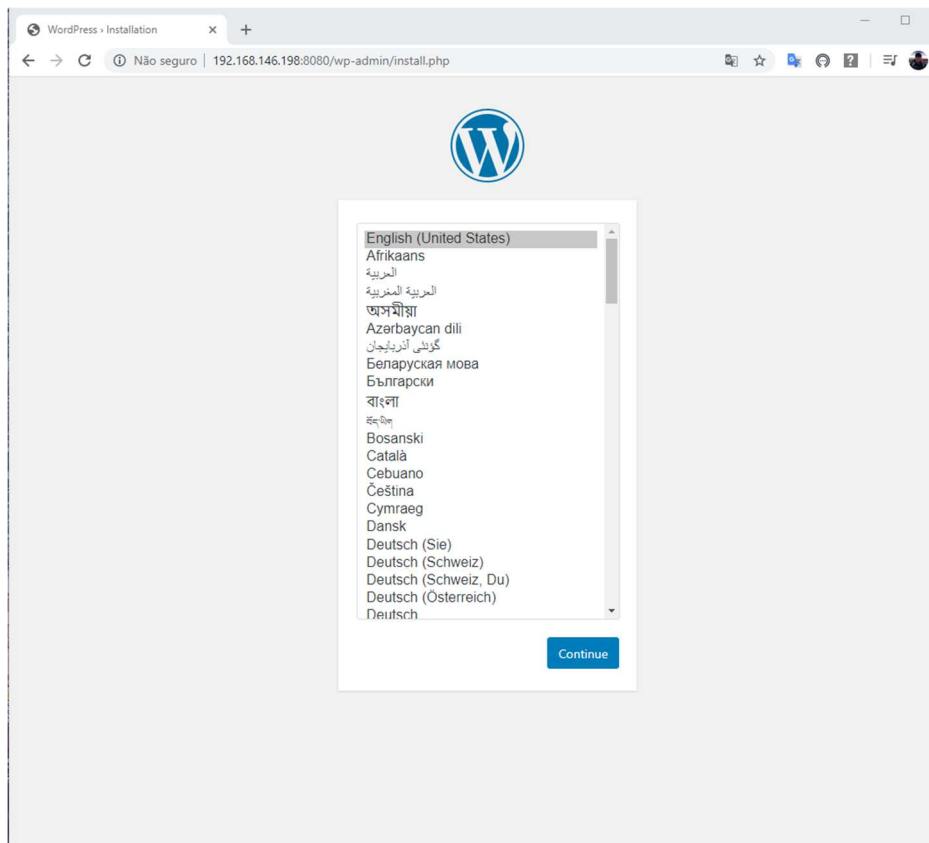 WordPress › Installation
Não seguro | 192.168.146.198:8080/wp-admin/install.php
English (United States)
Afrikaans
العربية
العربية المغربية
অসমীয়া
Azərbaycan dili
گؤنئی آذربایجان
Беларуская мова
Български
বাংলা
བོད་ཡིག
Bosanski
Català
Cebuano
Čeština
Cymraeg
Dansk
Deutsch (Sie)
Deutsch (Schweiz)
Deutsch (Schweiz, Du)
Deutsch (Österreich)
Deutsch
Continue